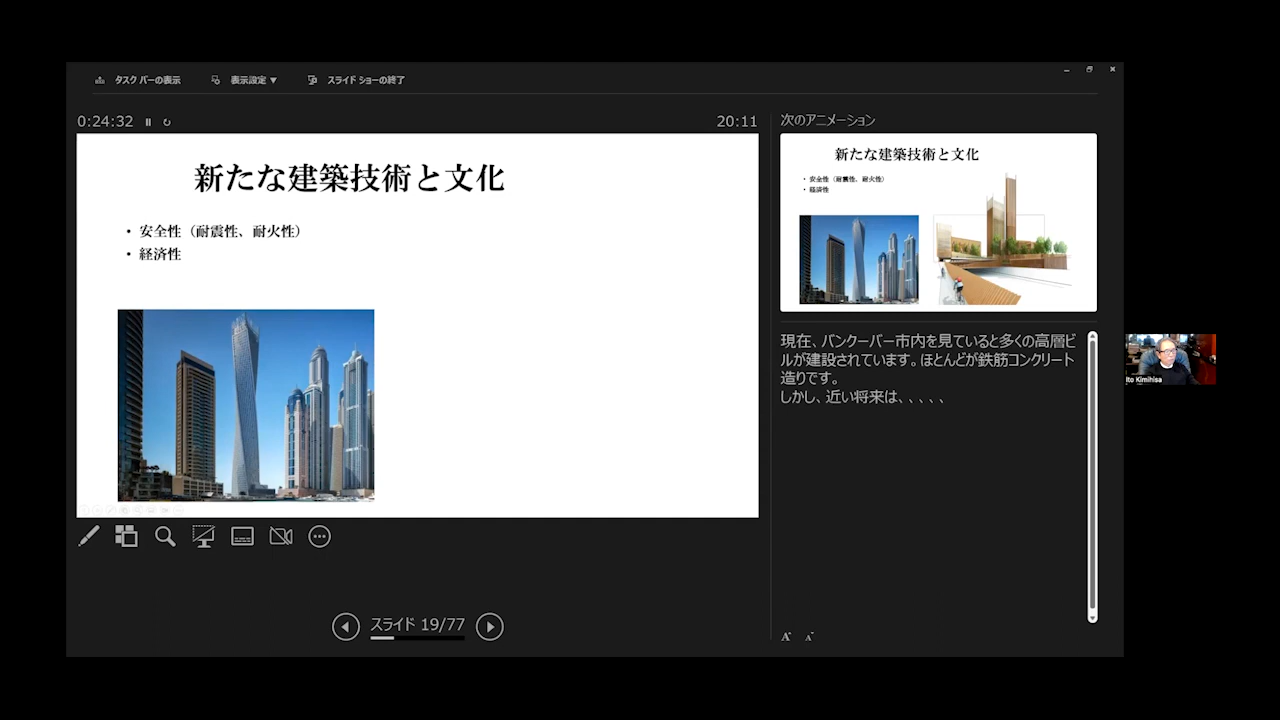 タスク バーの表示
表示設定 ▼
スライド ショーの終了
0:24:32
20:11
次のアニメーション
新たな建築技術と文化
• 安全性（耐震性、耐火性）
• 経済性
新たな建築技術と文化
• 安全性（耐震性、耐火性）
• 経済性
現在、バンクーバー市内を見ていると多くの高層ビ
ルが建設されています。ほとんどが鉄筋コンクリート
造りです。
しかし、近い将来は、、、、、
Ito Kimihisa
スライド 19/77
A A